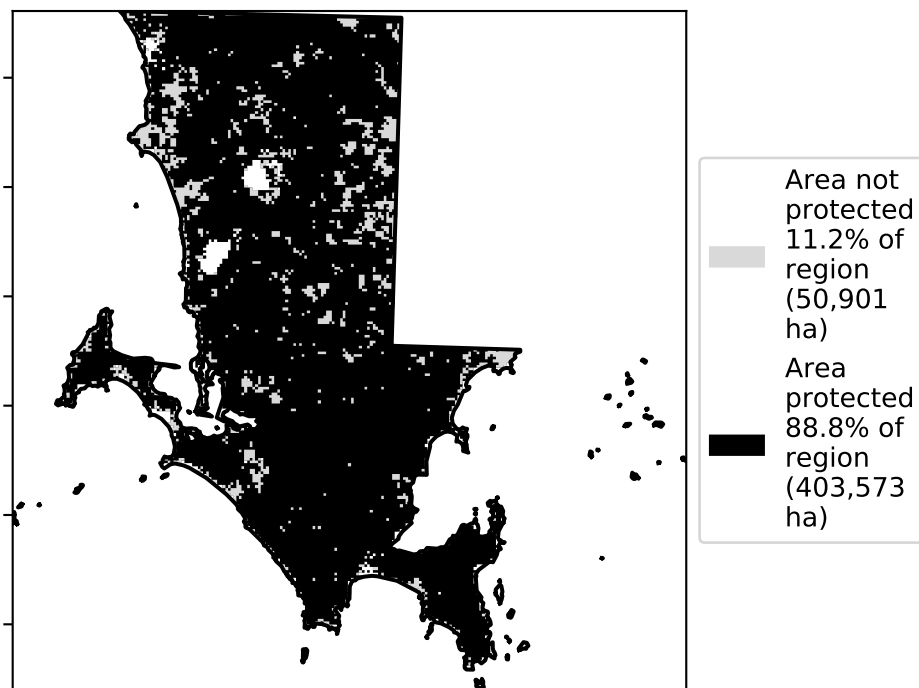 Area not
protected
11.2% of
region
(50,901
ha)
Area
protected
88.8% of
region
(403,573
ha)